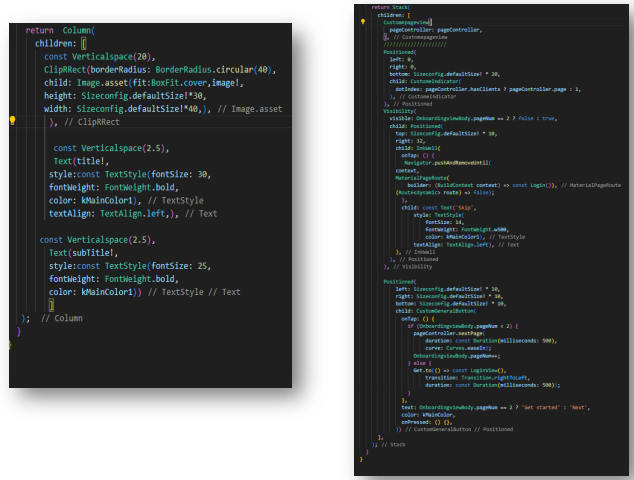 return Column(
children: [
const Verticalspace(20),
ClipRRect(borderRadius: BorderRadius.circular(40),
child: Image.asset(fit:BoxFit.cover,image!,
height: Sizeconfig.defaultSize!*30,
width: Sizeconfig.defaultSize!*40,), // Image.asset
), // ClipRRect
const Verticalspace(2.5),
Text(title!,
style:const TextStyle(fontSize: 30,
fontWeight: FontWeight.bold,
color: kMainColor1), // TextStyle
textAlign: TextAlign.left,), // Text
const Verticalspace(2.5),
Text(subTitle!,
style:const TextStyle(fontSize: 25,
fontWeight: FontWeight.bold,
color: kMainColor1)) // TextStyle // Text
]
); // Column
}
}
return Stack(
children: [
Custompageview(
pageController: pageController,
), // Custompageview
/////////////////////
Positioned(
left: 0,
right: 0,
bottom: Sizeconfig.defaultSize! * 20,
child: CustomeIndicator(
dotIndex: pageController.hasClients ? pageController.page : 1,
), // CustomeIndicator
), // Positioned
Visibility(
visible: OnboardingviewBody.pageNum == 2 ? false : true,
child: Positioned(
top: Sizeconfig.defaultSize! * 10,
right: 32,
child: InkWell(
onTap: () {
Navigator.pushAndRemoveUntil(
context,
MaterialPageRoute(
builder: (BuildContext context) => const Login()), // MaterialPageRoute
(Route<dynamic> route) => false);
},
child: const Text("Skip",
style: TextStyle(
fontSize: 14,
fontWeight: FontWeight.w500,
color: kMainColor1), // TextStyle
textAlign: TextAlign.left), // Text
), // InkWell
), // Positioned
), // Visibility
Positioned(
left: Sizeconfig.defaultSize! * 10,
right: Sizeconfig.defaultSize! * 10,
bottom: Sizeconfig.defaultSize! * 10,
child: CustomGeneralButton(
onTap: () {
if (OnboardingviewBody.pageNum < 2) {
pageController.nextPage(
duration: const Duration(milliseconds: 500),
curve: Curves.easeIn);
OnboardingviewBody.pageNum++;
} else {
Get.to(() => const LoginView(),
transition: Transition.rightToLeft,
duration: const Duration(milliseconds: 500));
}
},
text: OnboardingviewBody.pageNum == 2 ? 'Get started' : 'Next',
color: kMainColor,
onPressed: () {},
)) // CustomGeneralButton // Positioned
],
); // Stack
}
}